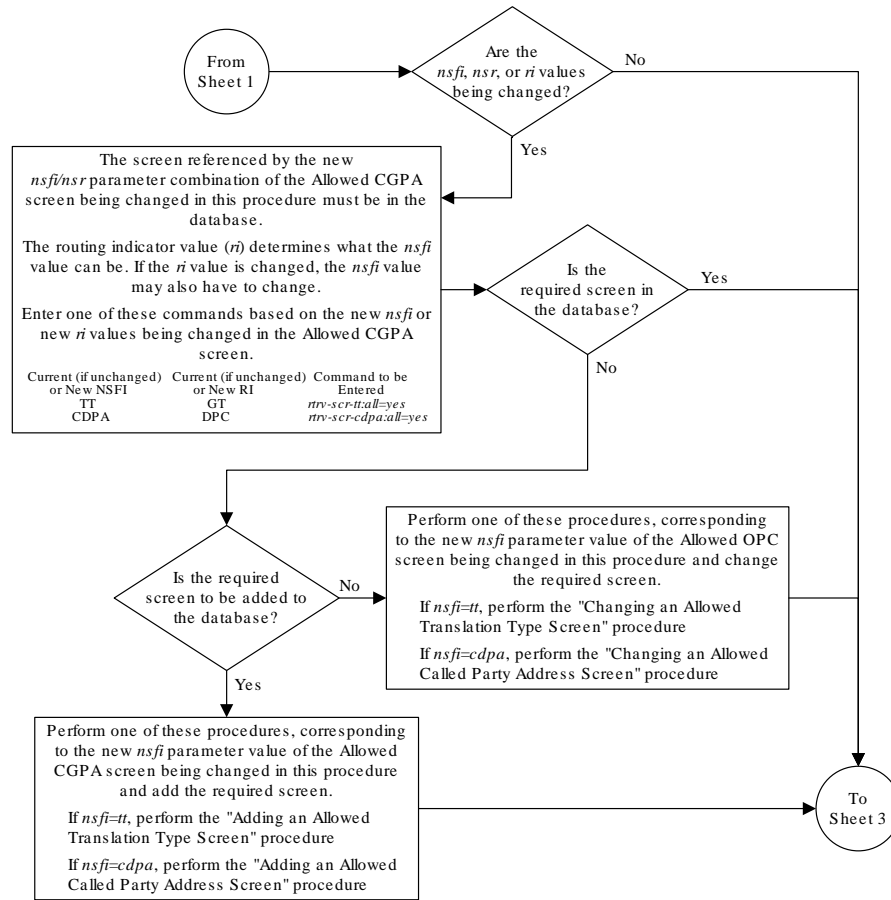 From
Sheet 1
Are the
nsfi, nsr, or ri values
being changed?
No
Yes
The screen referenced by the new
nsfi/nsr parameter combination of the Allowed CGPA
screen being changed in this procedure must be in the
database.
The routing indicator value (ri) determines what the nsfi
value can be. If the ri value is changed, the nsfi value
may also have to change.
Enter one of these commands based on the new nsfi or
new ri values being changed in the Allowed CGPA
screen.
Current (if unchanged) Current (if unchanged) Command to be
or New NSFI or New RI Entered
TT GT rtrv-scr-tt:all=yes
CDPA DPC rtrv-scr-cdpa:all=yes
Is the
required screen in
the database?
Yes
No
Is the required
screen to be added to
the database?
No
Yes
Perform one of these procedures, corresponding
to the new nsfi parameter value of the Allowed OPC
screen being changed in this procedure and change
the required screen.
If nsfi=tt, perform the "Changing an Allowed
Translation Type Screen" procedure
If nsfi=cdpa, perform the "Changing an Allowed
Called Party Address Screen" procedure
Perform one of these procedures, corresponding
to the new nsfi parameter value of the Allowed
CGPA screen being changed in this procedure
and add the required screen.
If nsfi=tt, perform the "Adding an Allowed
Translation Type Screen" procedure
If nsfi=cdpa, perform the "Adding an Allowed
Called Party Address Screen" procedure
To
Sheet 3